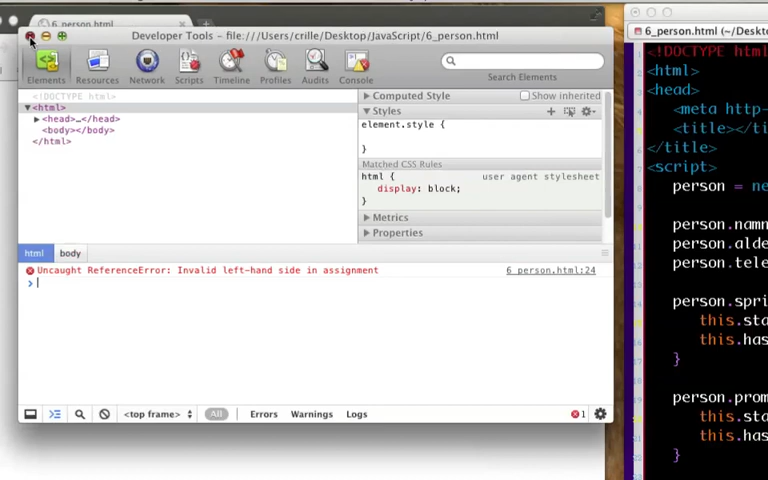 6_person.html
Developer Tools - file:///Users/crille/Desktop/JavaScript/6_person.html
Elements Resources Network Scripts Timeline Profiles Audits Console
Search Elements
<!DOCTYPE html>
▼<html>
▶<head>…</head>
<body></body>
</html>
▶ Computed Style Show inherited
▼ Styles
element.style {
}
Matched CSS Rules
html { user agent stylesheet
display: block;
}
▶ Metrics
▶ Properties
html body
Uncaught ReferenceError: Invalid left-hand side in assignment 6_person.html:24
>
<top frame> All Errors Warnings Logs 1
6_person.html (~/Deskto
<!DOCTYPE html
<html>
<head>
<meta http-
<title></ti
</title>
<script>
person = ne
person.namn
person.alde
person.tele
person.spri
this.sta
this.has
}
person.prom
this.sta
this.has
}